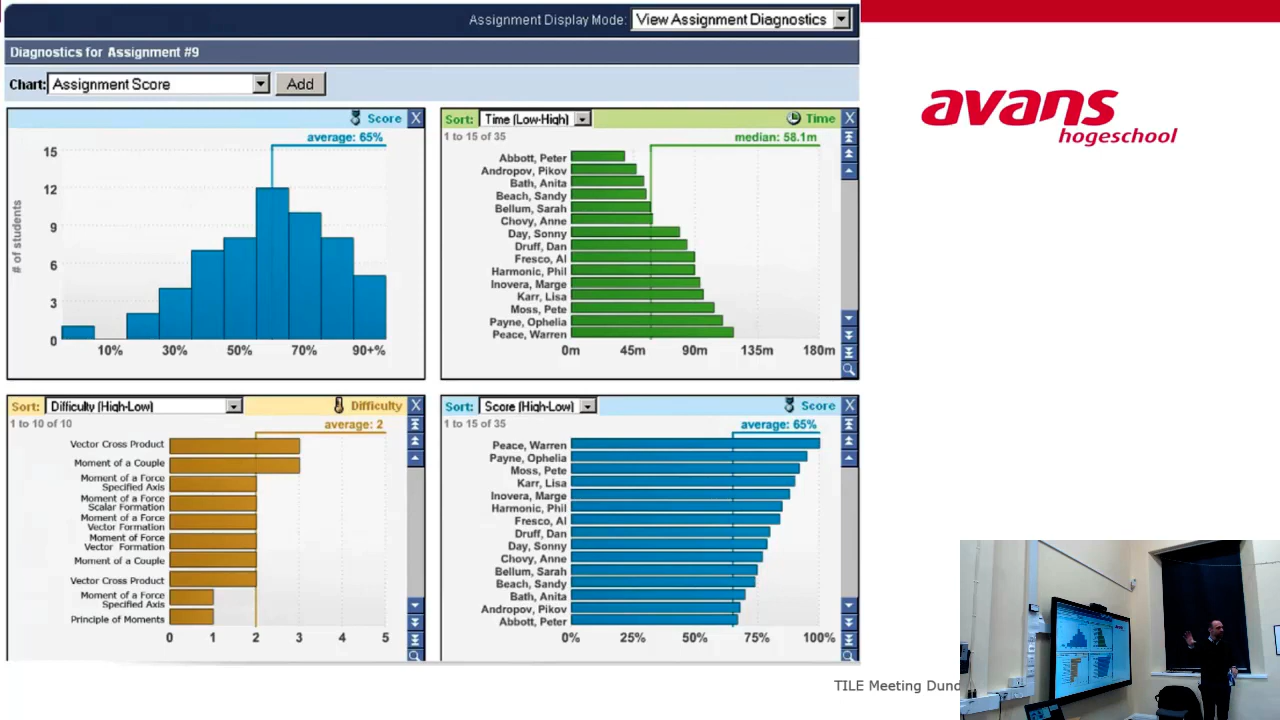 Assignment Display Mode: View Assignment Diagnostics
Diagnostics for Assignment #9
Chart: Assignment Score Add
Score X
average: 65%
# of students
15
12
9
6
3
0
10% 30% 50% 70% 90+%
Sort: Time (Low-High) Time X
1 to 15 of 35 median: 58.1m
Abbott, Peter
Andropov, Pikov
Bath, Anita
Beach, Sandy
Bellum, Sarah
Chovy, Anne
Day, Sonny
Druff, Dan
Fresco, Al
Harmonic, Phil
Inovera, Marge
Karr, Lisa
Moss, Pete
Payne, Ophelia
Peace, Warren
0m 45m 90m 135m 180m
Sort: Difficulty (High-Low) Difficulty X
1 to 10 of 10 average: 2
Vector Cross Product
Moment of a Couple
Moment of a Force
Specified Axis
Moment of a Force
Scalar Formation
Moment of a Force
Vector Formation
Moment of Force
Vector Formation
Moment of a Couple
Vector Cross Product
Moment of a Force
Specified Axis
Principle of Moments
0 1 2 3 4 5
Sort: Score (High-Low) Score X
1 to 15 of 35 average: 65%
Peace, Warren
Payne, Ophelia
Moss, Pete
Karr, Lisa
Inovera, Marge
Harmonic, Phil
Fresco, Al
Druff, Dan
Day, Sonny
Chovy, Anne
Bellum, Sarah
Beach, Sandy
Bath, Anita
Andropov, Pikov
Abbott, Peter
0% 25% 50% 75% 100%
avans
hogeschool
TILE Meeting Dund